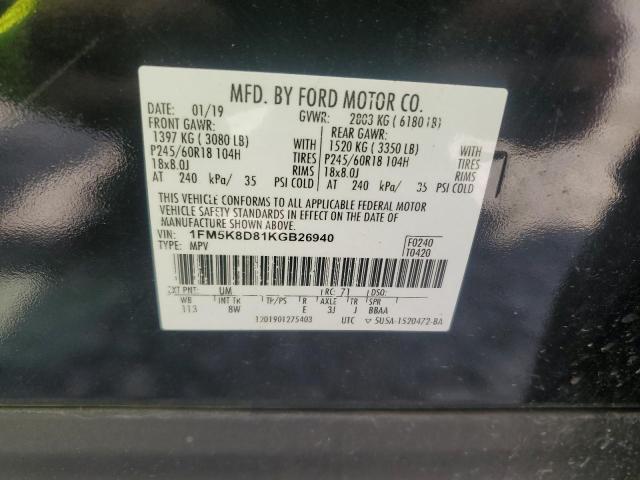 MFD. BY FORD MOTOR CO.
DATE: 01/19 GVWR: 2803 KG ( 6180 LB)
FRONT GAWR: REAR GAWR:
1397 KG ( 3080 LB) WITH 1520 KG ( 3350 LB) WITH
P245/60R18 104H TIRES P245/60R18 104H TIRES
18x8.0J RIMS 18x8.0J RIMS
AT 240 kPa/ 35 PSI COLD AT 240 kPa/ 35 PSI COLD
THIS VEHICLE CONFORMS TO ALL APPLICABLE FEDERAL MOTOR
VEHICLE SAFETY STANDARDS IN EFFECT ON THE DATE OF
MANUFACTURE SHOWN ABOVE.
VIN: 1FM5K8D81KGB26940 F0240
TYPE: MPV T0420
EXT PNT: UM RC: 71 DSO:
WB INT TR TP/PS R AXLE TR SPR
113 8W E 3J J BBAA
1201901275403 UTC ▽ 5USA-1520472-BA